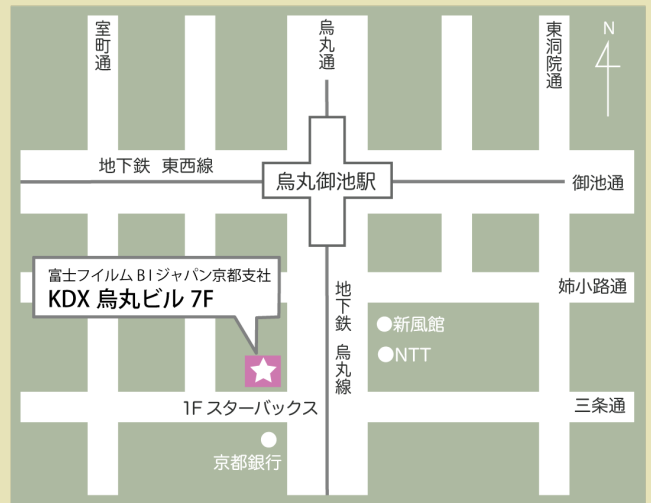 室町通
烏丸通
東洞院通
N
地下鉄 東西線
烏丸御池駅
御池通
富士フイルムBIジャパン京都支社
KDX 烏丸ビル 7F
姉小路通
地下鉄 烏丸線
新風館
NTT
1F スターバックス
三条通
京都銀行